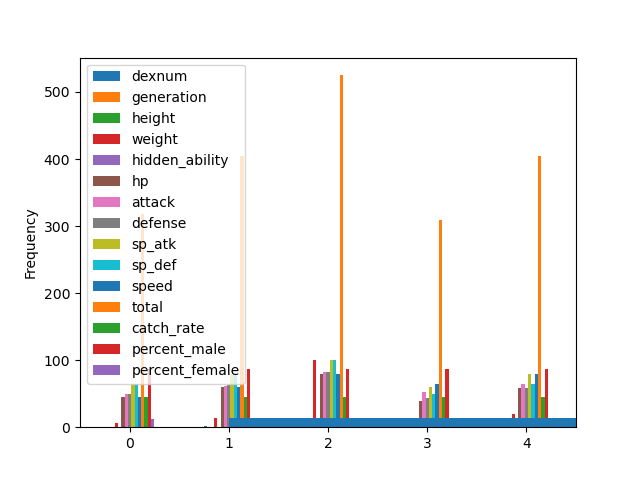 500
400
300
200
100
0
Frequency
dexnum
generation
height
weight
hidden_ability
hp
attack
defense
sp_atk
sp_def
speed
total
catch_rate
percent_male
percent_female
0 1 2 3 4